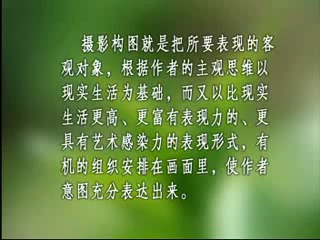 摄影构图就是把所要表现的客
观对象，根据作者的主观思维以
现实生活为基础，而又以比现实
生活更高、更富有表现力的、更
具有艺术感染力的表现形式，有
机的组织安排在画面里，使作者
意图充分表达出来。